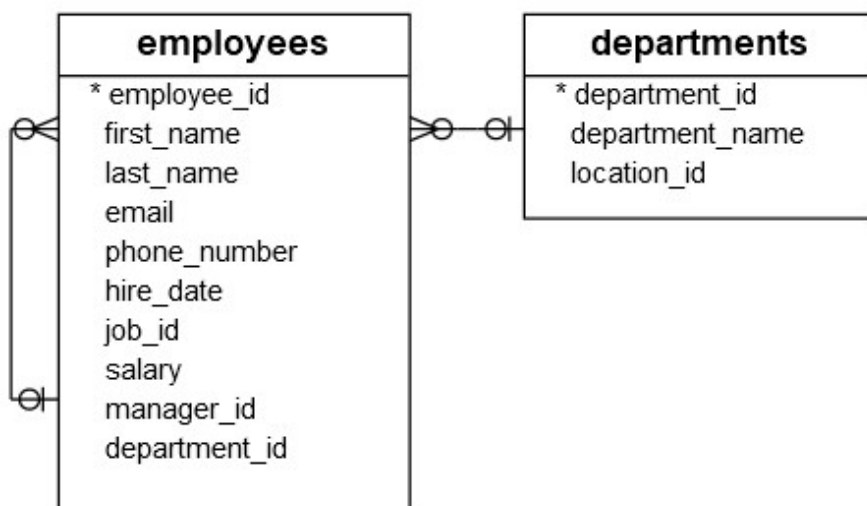 employees
* employee_id
first_name
last_name
email
phone_number
hire_date
job_id
salary
manager_id
department_id
departments
* department_id
department_name
location_id